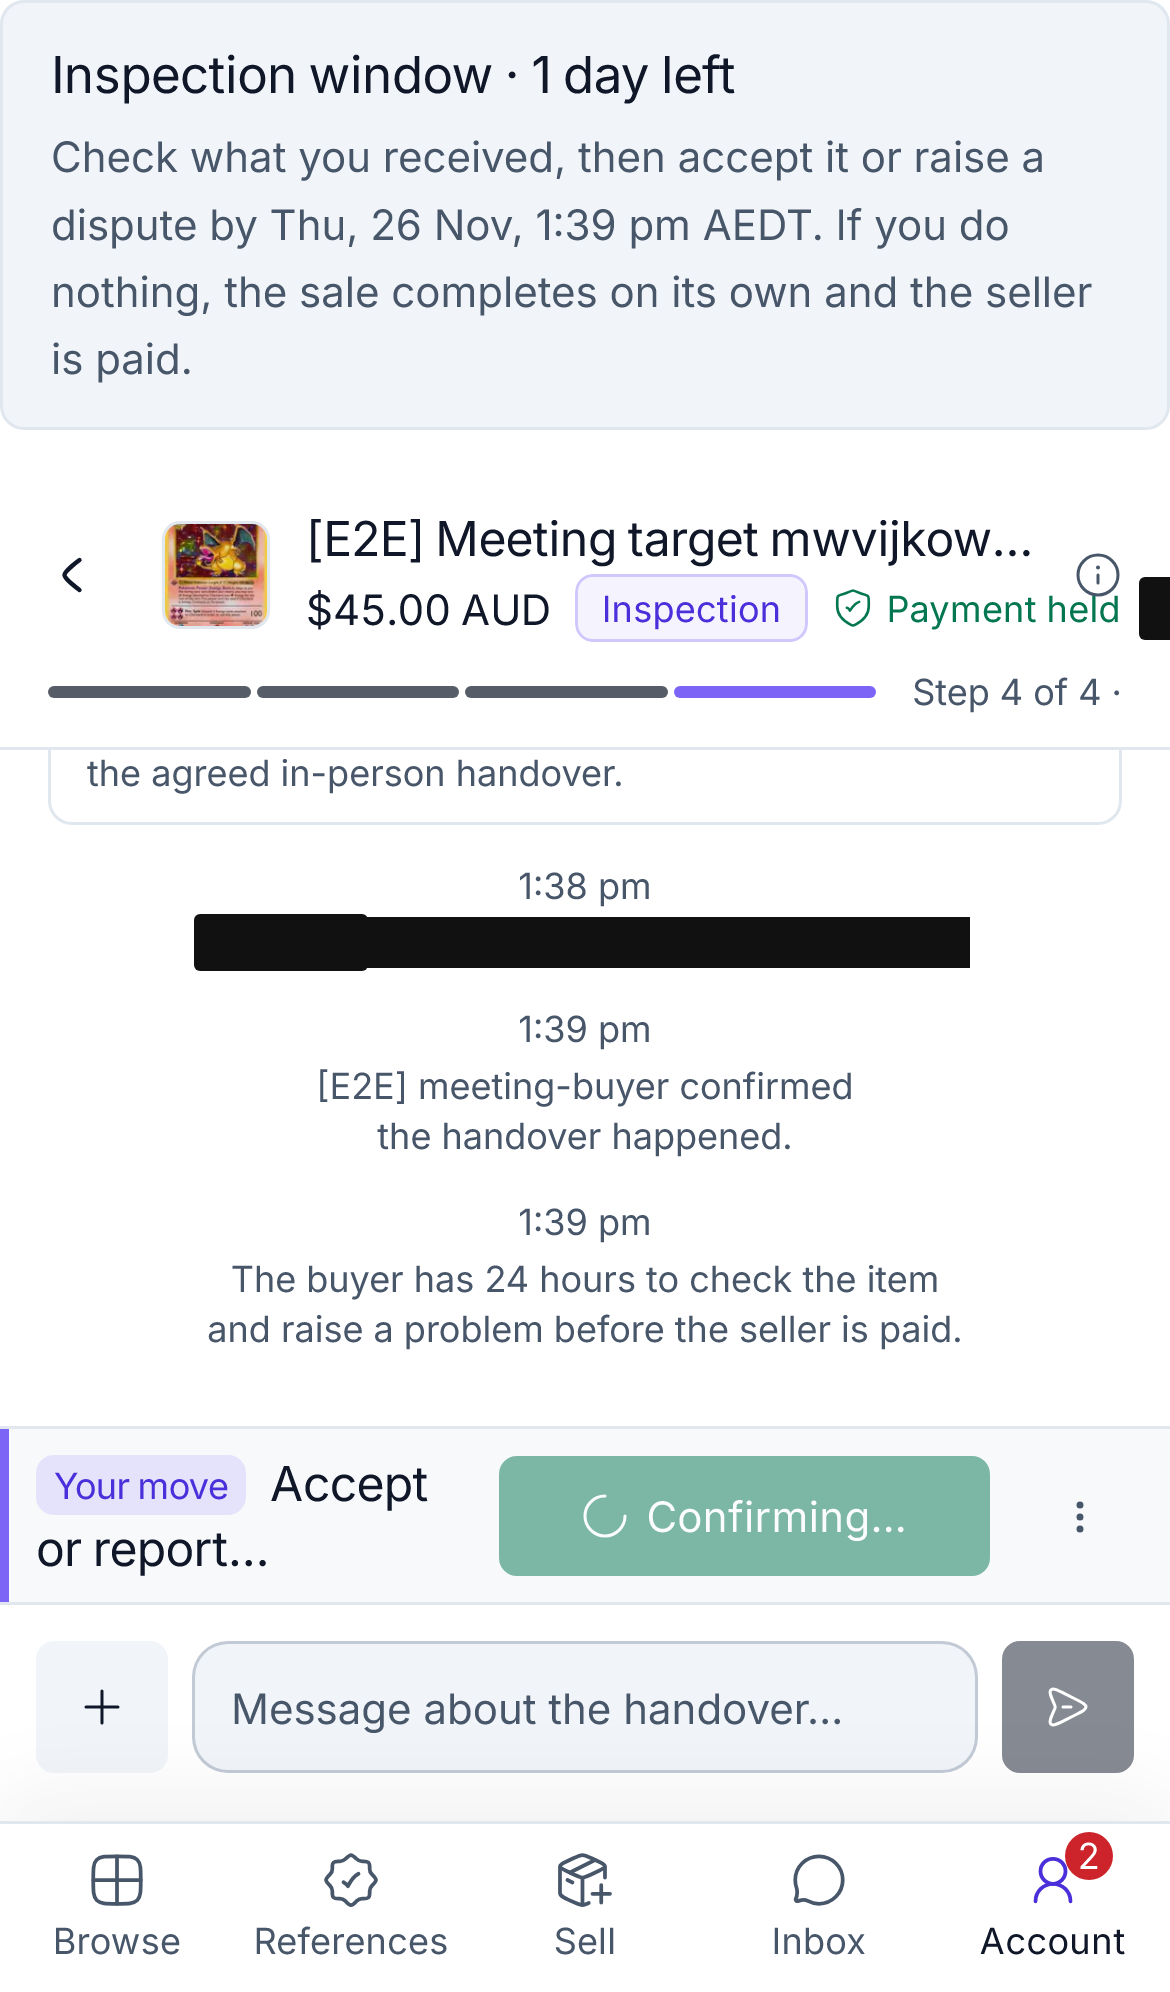 Inspection window · 1 day left
Check what you received, then accept it or raise a
dispute by Thu, 26 Nov, 1:39 pm AEDT. If you do
nothing, the sale completes on its own and the seller
is paid.
[E2E] Meeting target mwvijkow...
$45.00 AUD Inspection Payment held
Step 4 of 4 ·
the agreed in-person handover.
1:38 pm
1:39 pm
[E2E] meeting-buyer confirmed
the handover happened.
1:39 pm
The buyer has 24 hours to check the item
and raise a problem before the seller is paid.
Your move Accept
or report...
Confirming...
Message about the handover...
2
Browse References Sell Inbox Account